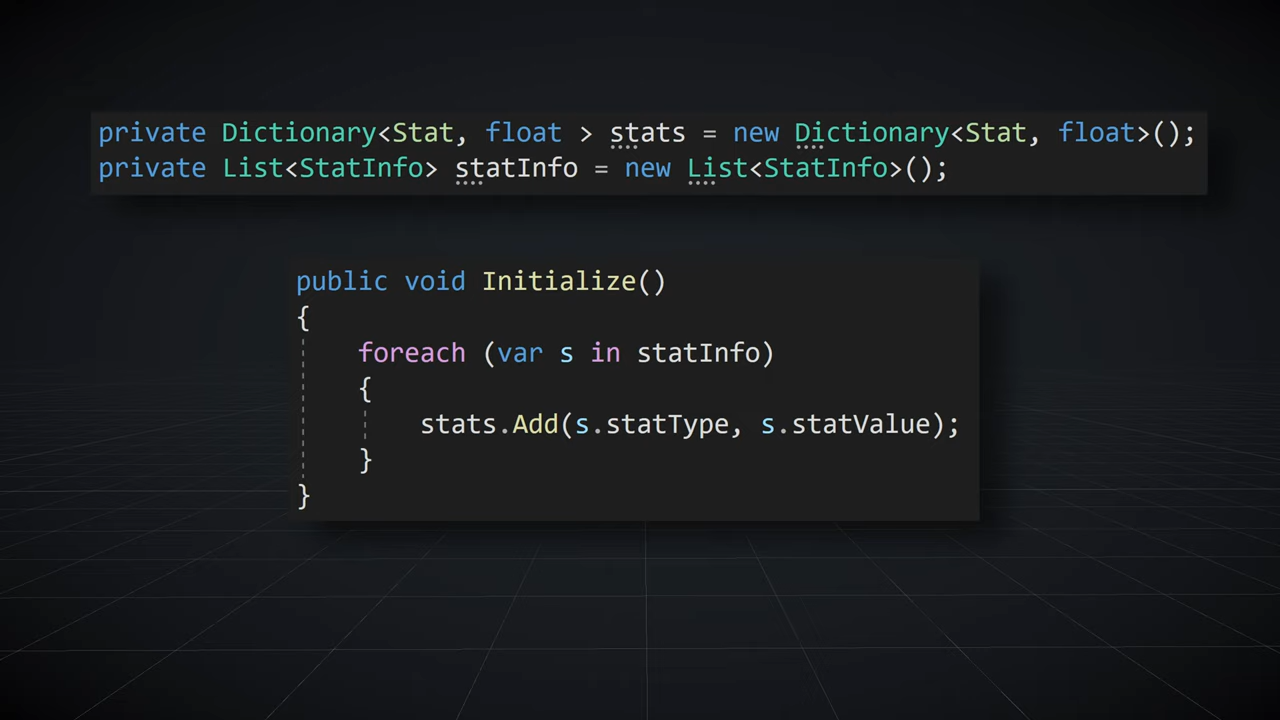 private Dictionary<Stat, float > stats = new Dictionary<Stat, float>();
private List<StatInfo> statInfo = new List<StatInfo>();
public void Initialize()
{
foreach (var s in statInfo)
{
stats.Add(s.statType, s.statValue);
}
}